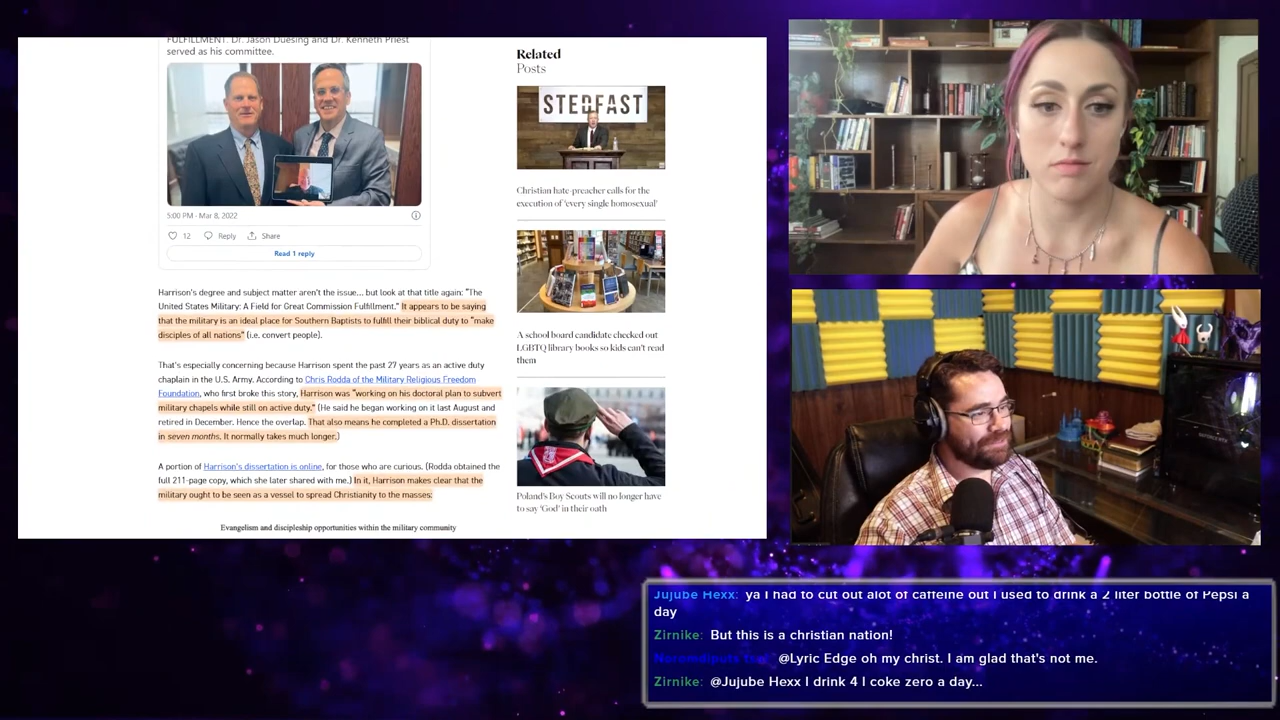 FULFILLMENT. Dr. Jason Duesing and Dr. Kenneth Priest
served as his committee.
5:00 PM · Mar 8, 2022
12 Reply Share
Read 1 reply
Harrison's degree and subject matter aren't the issue... but look at that title again: "The
United States Military: A Field for Great Commission Fulfillment." It appears to be saying
that the military is an ideal place for Southern Baptists to fulfill their biblical duty to "make
disciples of all nations" (i.e. convert people).
That's especially concerning because Harrison spent the past 27 years as an active duty
chaplain in the U.S. Army. According to Chris Rodda of the Military Religious Freedom
Foundation, who first broke this story, Harrison was "working on his doctoral plan to subvert
military chapels while still on active duty." (He said he began working on it last August and
retired in December. Hence the overlap. That also means he completed a Ph.D. dissertation
in seven months. It normally takes much longer.)
A portion of Harrison's dissertation is online, for those who are curious. (Rodda obtained the
full 211-page copy, which she later shared with me.) In it, Harrison makes clear that the
military ought to be seen as a vessel to spread Christianity to the masses:
Evangelism and discipleship opportunities within the military community
Related
Posts
STEDFAST
Christian hate-preacher calls for the
execution of 'every single homosexual'
A school board candidate checked out
LGBTQ library books so kids can't read
them
Poland's Boy Scouts will no longer have
to say 'God' in their oath
Jujube Hexx: ya I had to cut out alot of caffeine out I used to drink a 2 liter bottle of Pepsi a
day
Zirnike: But this is a christian nation!
@Lyric Edge oh my christ. I am glad that's not me.
Zirnike: @Jujube Hexx I drink 4 l coke zero a day...